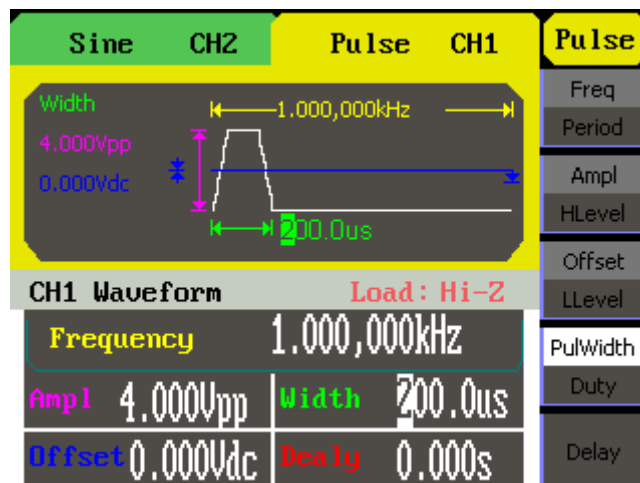 Sine CH2 Pulse CH1 Pulse
Width
1.000,000kHz
4.000Vpp
0.000Vdc
200.0us
CH1 Waveform Load: Hi-Z
Frequency 1.000,000kHz
Ampl 4.000Vpp Width 200.0us
Offset 0.000Vdc Dealy 0.000s
Freq
Period
Ampl
HLevel
Offset
LLevel
PulWidth
Duty
Delay